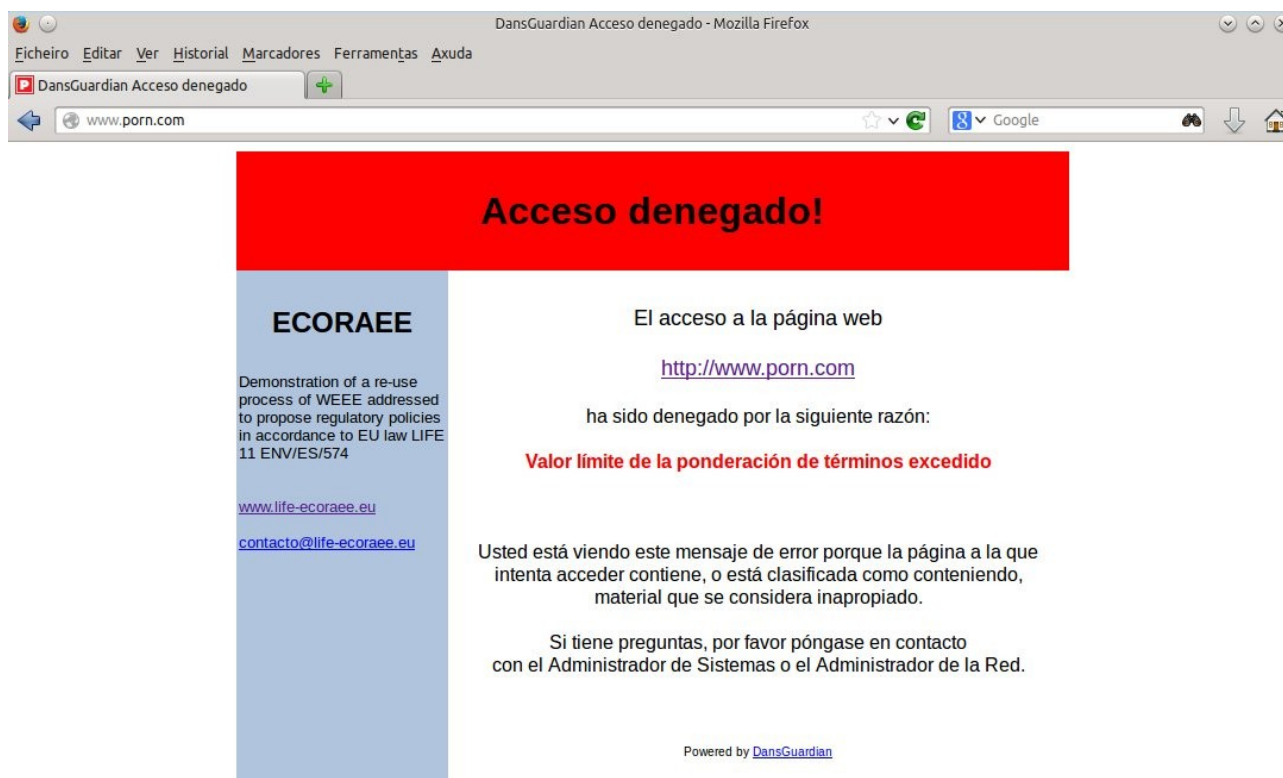 DansGuardian Acceso denegado - Mozilla Firefox
Ficheiro Editar Ver Historial Marcadores Ferramentas Axuda
DansGuardian Acceso denegado
www.porn.com
Google
Acceso denegado!
ECORAEE
Demonstration of a re-use
process of WEEE addressed
to propose regulatory policies
in accordance to EU law LIFE
11 ENV/ES/574
www.life-ecoraee.eu
contacto@life-ecoraee.eu
El acceso a la página web
http://www.porn.com
ha sido denegado por la siguiente razón:
Valor límite de la ponderación de términos excedido
Usted está viendo este mensaje de error porque la página a la que
intenta acceder contiene, o está clasificada como conteniendo,
material que se considera inapropiado.
Si tiene preguntas, por favor póngase en contacto
con el Administrador de Sistemas o el Administrador de la Red.
Powered by DansGuardian